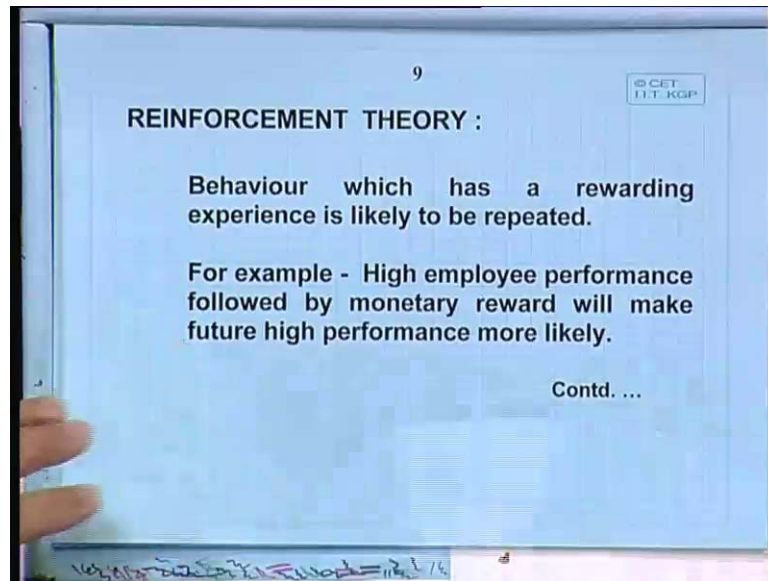 9
© CET
I.I.T. KGP
REINFORCEMENT THEORY :
Behaviour which has a rewarding
experience is likely to be repeated.
For example - High employee performance
followed by monetary reward will make
future high performance more likely.
Contd. ...